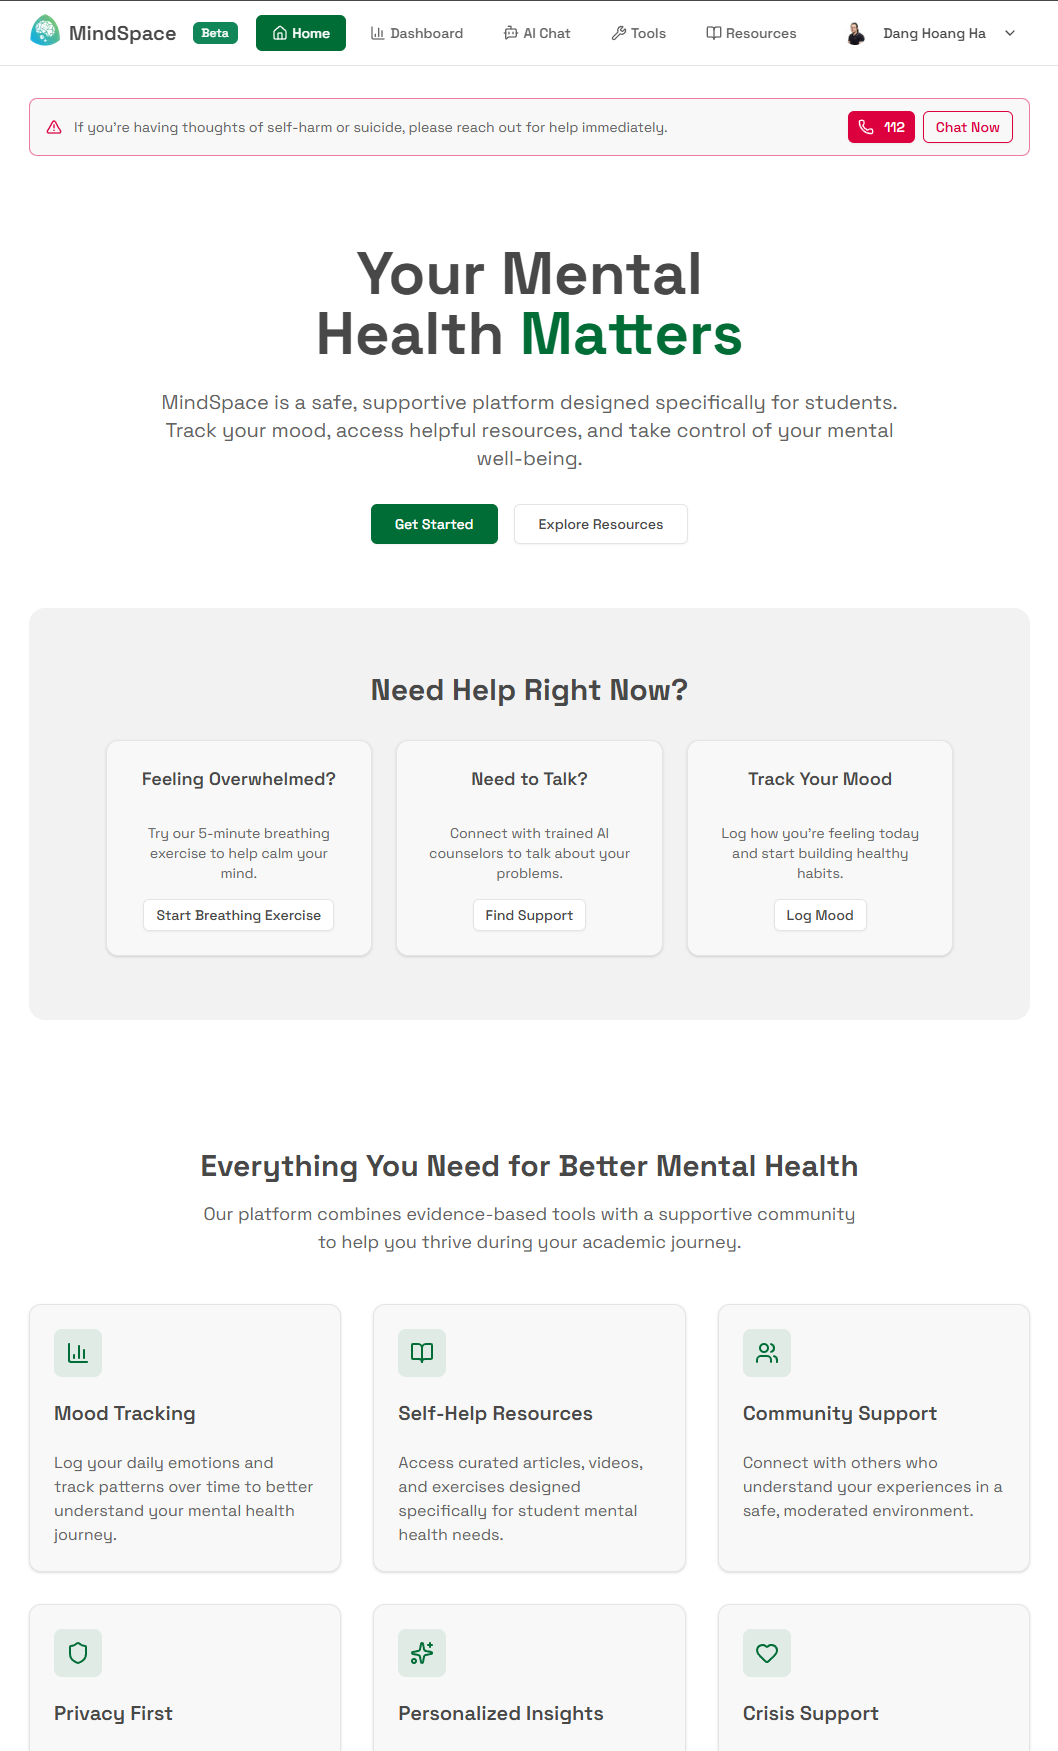 MindSpace Beta Home Dashboard AI Chat Tools Resources Dang Hoang Ha
If you're having thoughts of self-harm or suicide, please reach out for help immediately. 112 Chat Now
Your Mental
Health Matters
MindSpace is a safe, supportive platform designed specifically for students.
Track your mood, access helpful resources, and take control of your mental
well-being.
Get Started Explore Resources
Need Help Right Now?
Feeling Overwhelmed?
Try our 5-minute breathing
exercise to help calm your
mind.
Start Breathing Exercise
Need to Talk?
Connect with trained AI
counselors to talk about your
problems.
Find Support
Track Your Mood
Log how you're feeling today
and start building healthy
habits.
Log Mood
Everything You Need for Better Mental Health
Our platform combines evidence-based tools with a supportive community
to help you thrive during your academic journey.
Mood Tracking
Log your daily emotions and
track patterns over time to better
understand your mental health
journey.
Self-Help Resources
Access curated articles, videos,
and exercises designed
specifically for student mental
health needs.
Community Support
Connect with others who
understand your experiences in a
safe, moderated environment.
Privacy First
Personalized Insights
Crisis Support